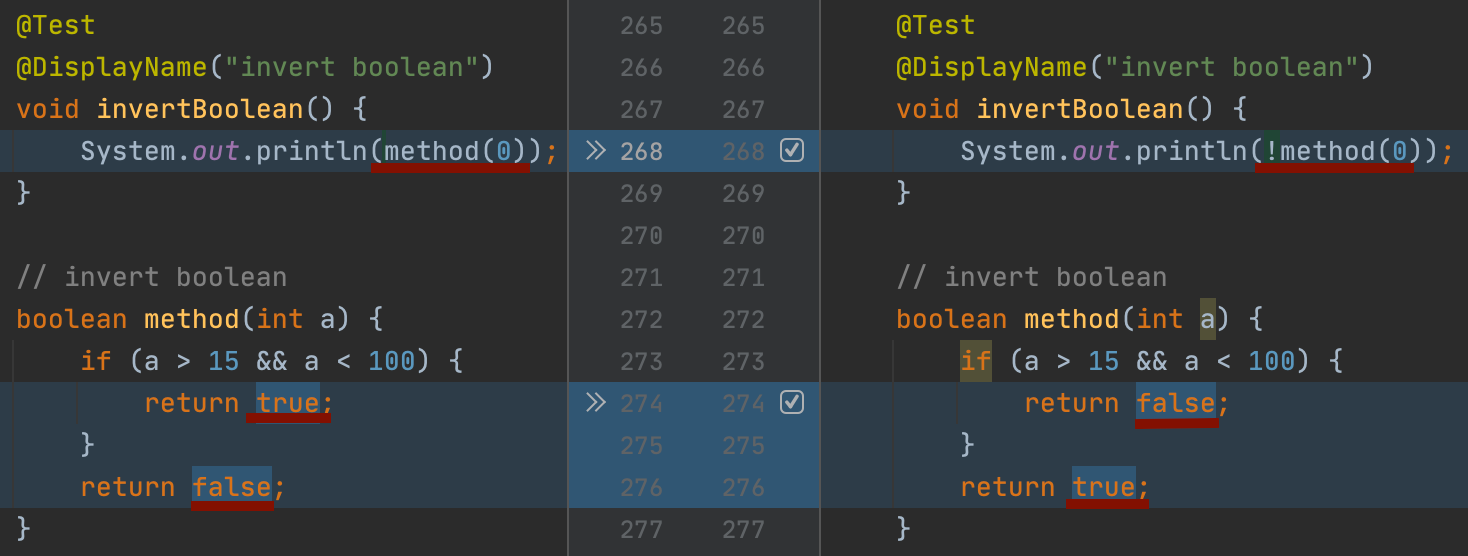 @Test 265 265 @Test
@DisplayName("invert boolean") 266 266 @DisplayName("invert boolean")
void invertBoolean() { 267 267 void invertBoolean() {
System.out.println(method(0)); >> 268 268 System.out.println(!method(0));
} 269 269 }
270 270
// invert boolean 271 271 // invert boolean
boolean method(int a) { 272 272 boolean method(int a) {
if (a > 15 && a < 100) { 273 273 if (a > 15 && a < 100) {
return true; >> 274 274 return false;
} 275 275 }
return false; 276 276 return true;
} 277 277 }